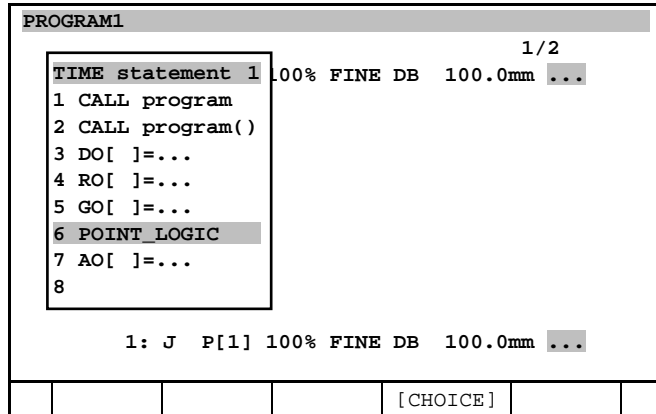 PROGRAM1
1/2
TIME statement 1 100% FINE DB 100.0mm ...
1 CALL program
2 CALL program()
3 DO[ ]=...
4 RO[ ]=...
5 GO[ ]=...
6 POINT_LOGIC
7 AO[ ]=...
8
1: J P[1] 100% FINE DB 100.0mm ...
[CHOICE]